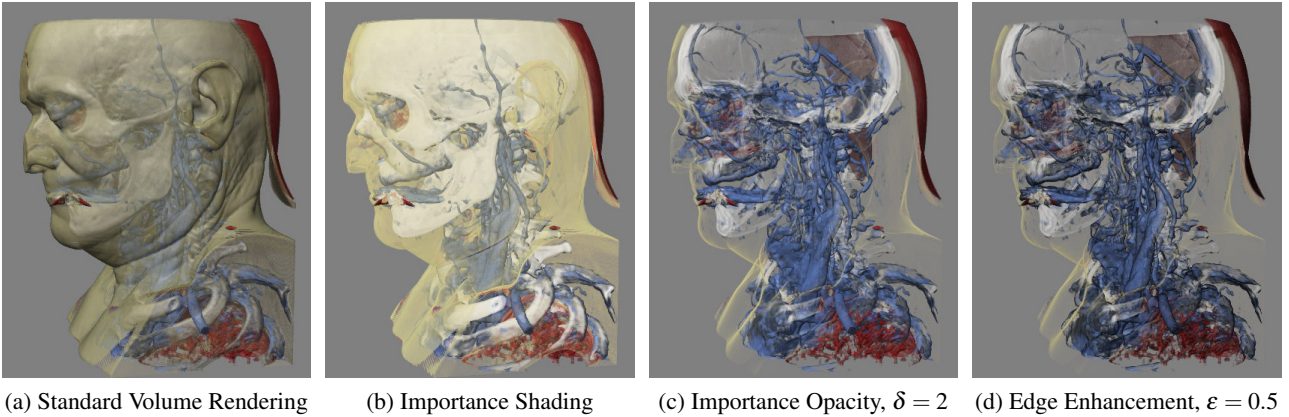 (a) Standard Volume Rendering
(b) Importance Shading
(c) Importance Opacity, δ = 2
(d) Edge Enhancement, ε = 0.5